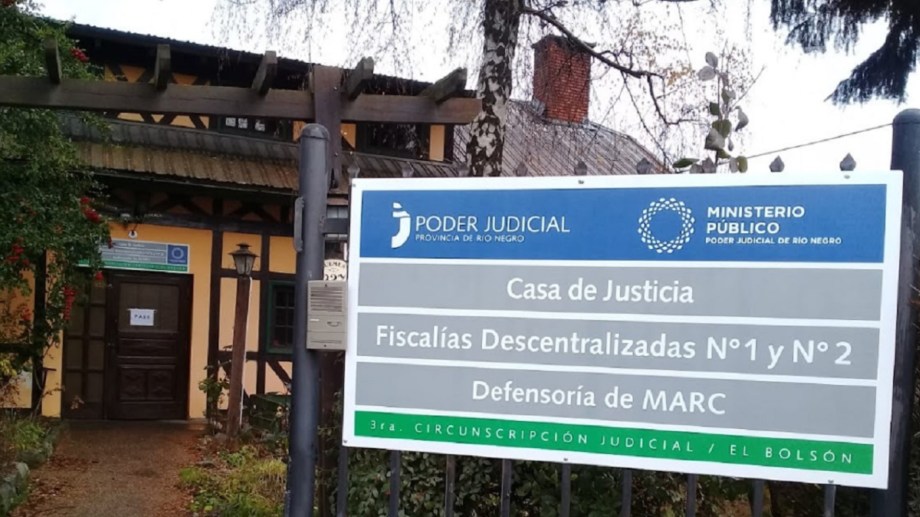 PODER JUDICIAL
PROVINCIA DE RIO NEGRO
MINISTERIO
PÚBLICO
PODER JUDICIAL DE RIO NEGRO
Casa de Justicia
Fiscalías Descentralizadas N°1 y N°2
Defensoría de MARC
3ra. CIRCUNSCRIPCIÓN JUDICIAL / EL BOLSÓN
PASE